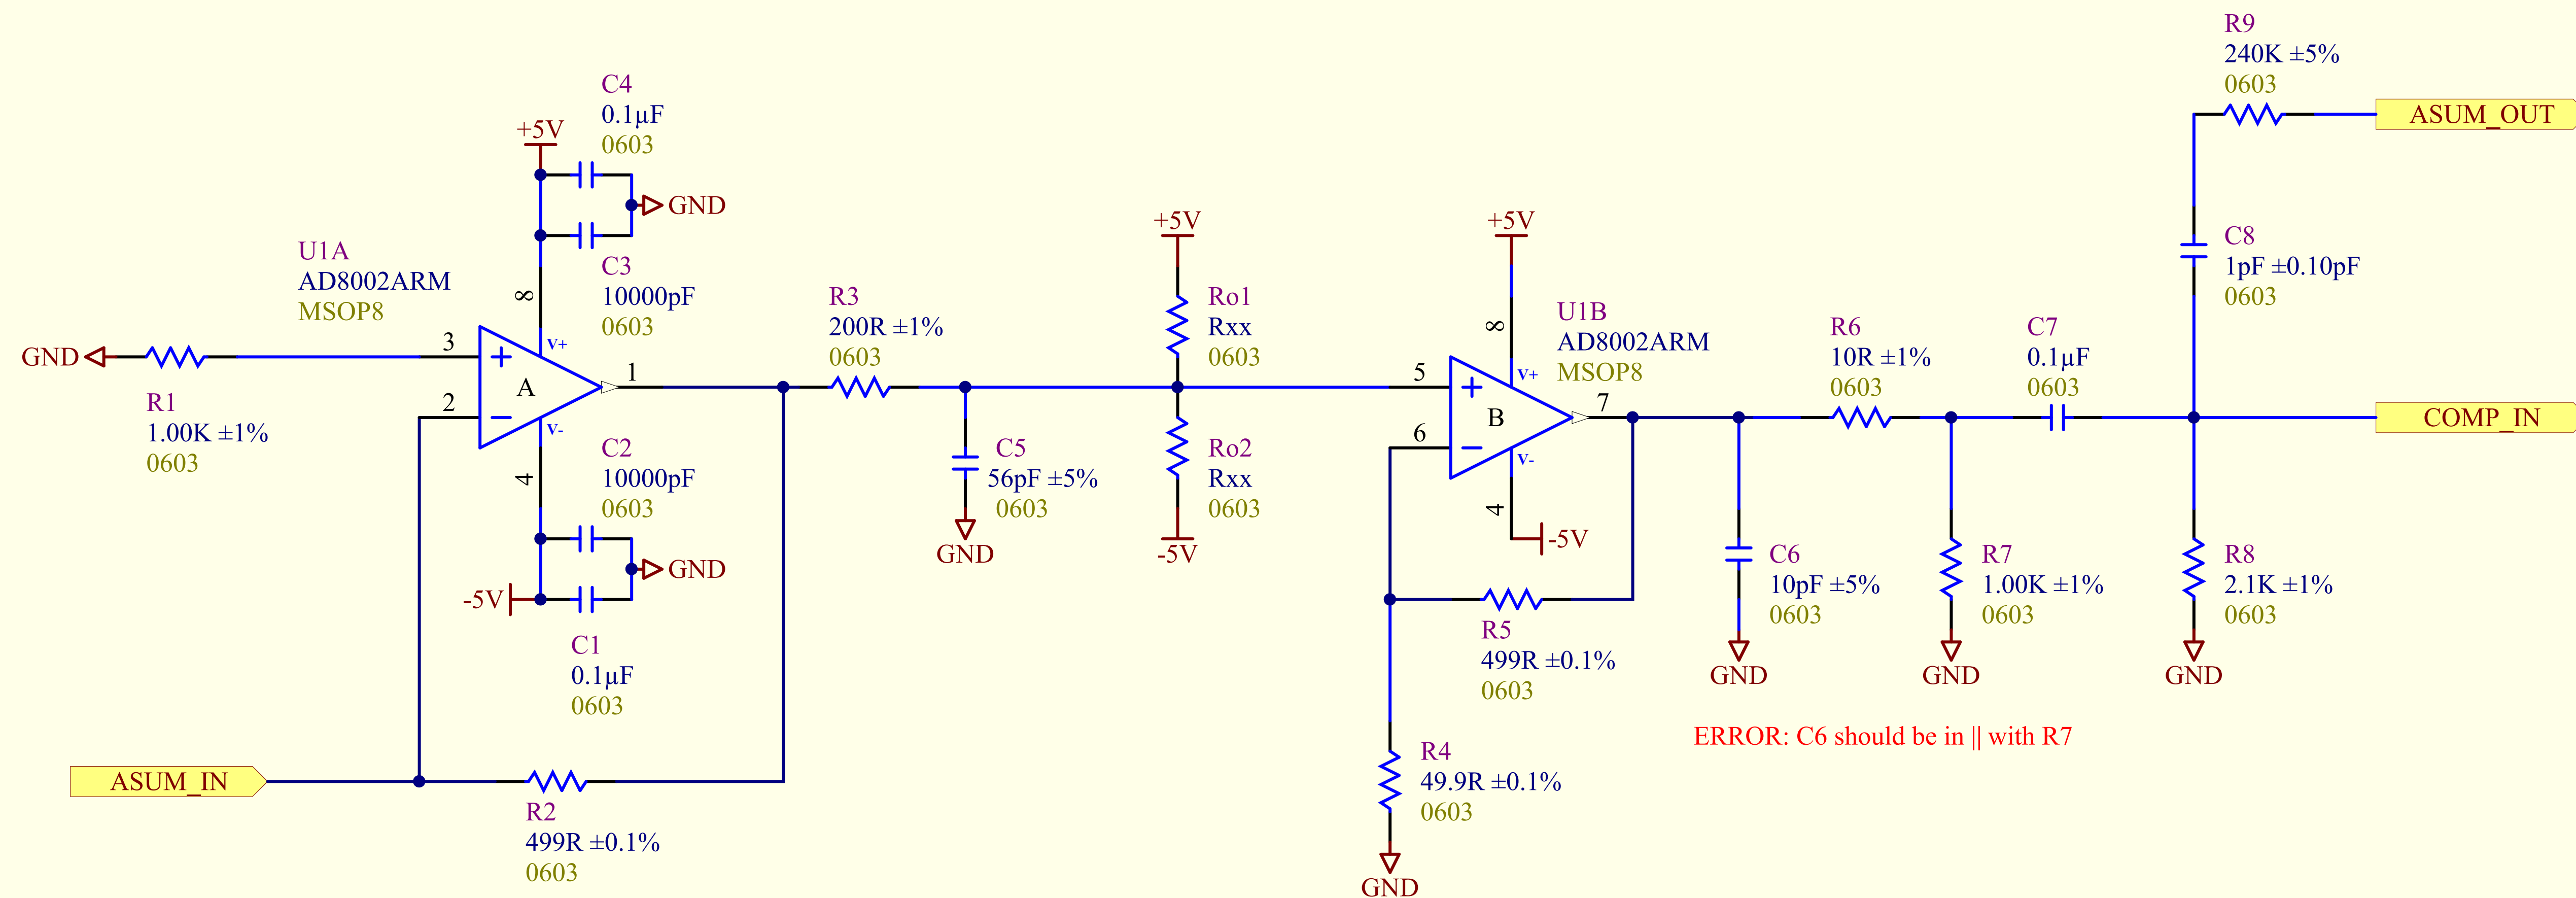 R9
240K ±5%
0603
ASUM_OUT
C4
0.1µF
0603
+5V
GND
C3
10000pF
0603
U1A
AD8002ARM
MSOP8
8
V+
3
A
1
2
V-
4
GND
R1
1.00K ±1%
0603
C2
10000pF
0603
GND
-5V
C1
0.1µF
0603
ASUM_IN
R2
499R ±0.1%
0603
R3
200R ±1%
0603
C5
56pF ±5%
0603
GND
+5V
Ro1
Rxx
0603
Ro2
Rxx
0603
-5V
+5V
8
U1B
AD8002ARM
MSOP8
V+
5
B
7
6
V-
4
-5V
R5
499R ±0.1%
0603
R4
49.9R ±0.1%
0603
GND
R6
10R ±1%
0603
C7
0.1µF
0603
C8
1pF ±0.10pF
0603
COMP_IN
C6
10pF ±5%
0603
GND
R7
1.00K ±1%
0603
GND
R8
2.1K ±1%
0603
GND
ERROR: C6 should be in || with R7